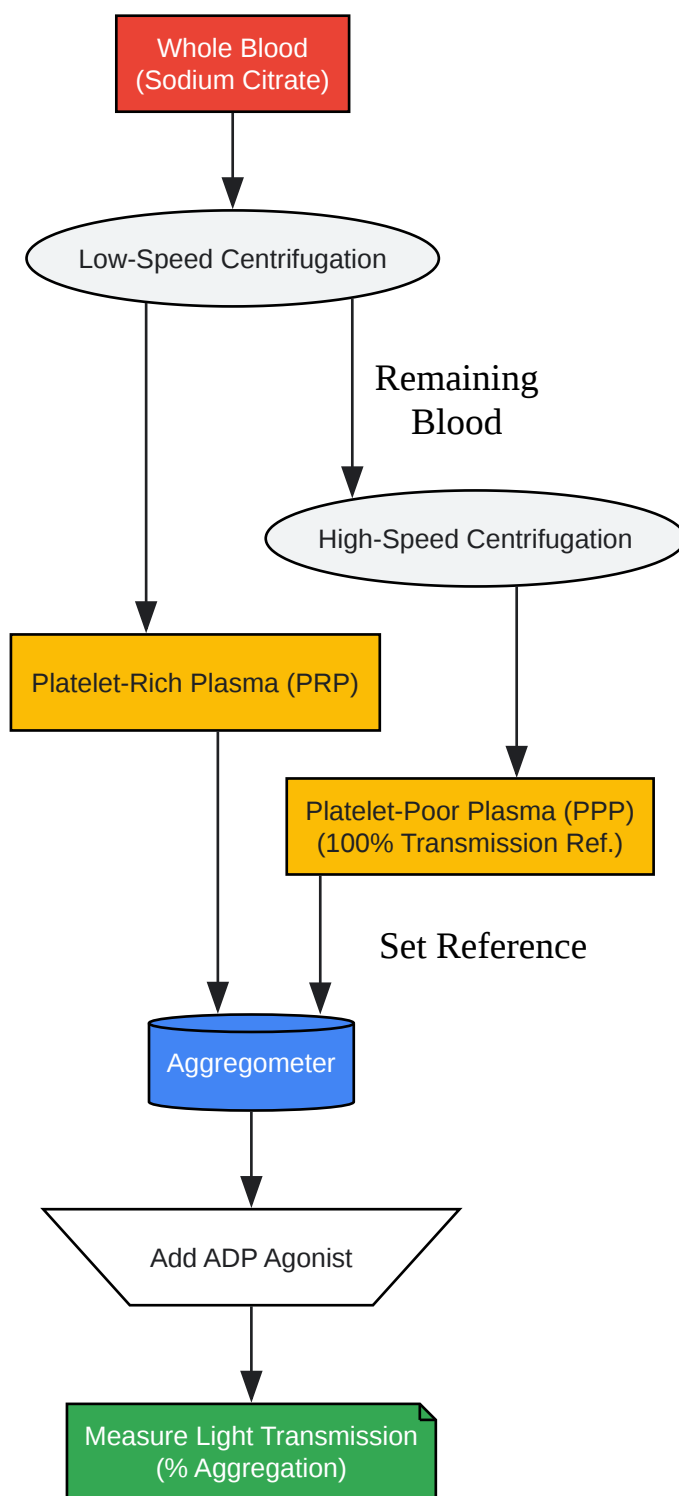 Whole Blood
(Sodium Citrate)
Low-Speed Centrifugation
Remaining
Blood
High-Speed Centrifugation
Platelet-Rich Plasma (PRP)
Platelet-Poor Plasma (PPP)
(100% Transmission Ref.)
Set Reference
Aggregometer
Add ADP Agonist
Measure Light Transmission
(% Aggregation)